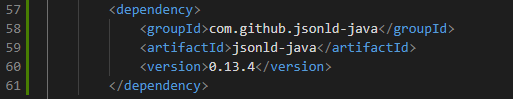 57 <dependency>
58 <groupId>com.github.jsonld-java</groupId>
59 <artifactId>jsonld-java</artifactId>
60 <version>0.13.4</version>
61 </dependency>